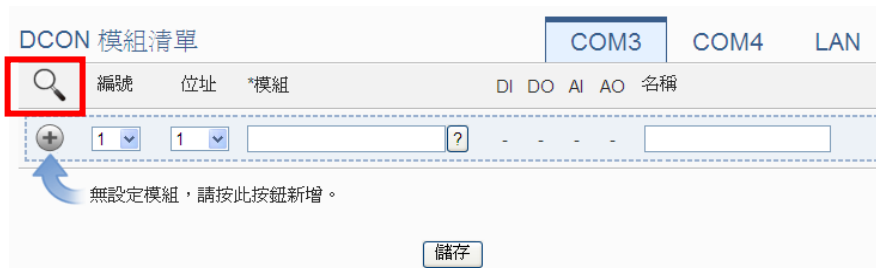 DCON 模組清單 COM3 COM4 LAN
編號 位址 *模組 DI DO AI AO 名稱
1 1 ? - - - -
無設定模組，請按此按鈕新增。
儲存